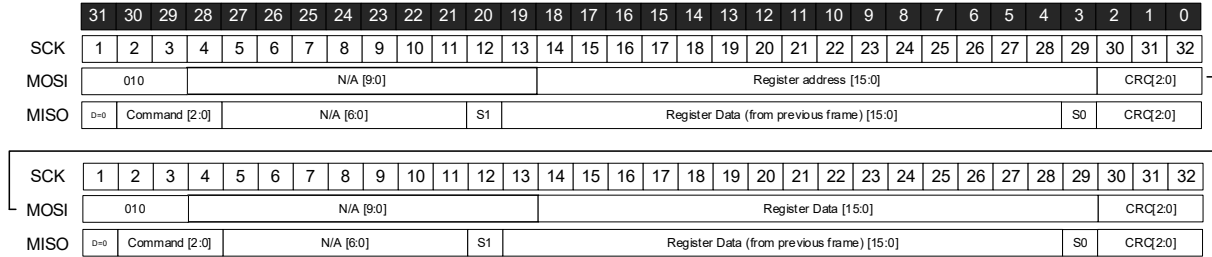 31 30 29 28 27 26 25 24 23 22 21 20 19 18 17 16 15 14 13 12 11 10 9 8 7 6 5 4 3 2 1 0
SCK 1 2 3 4 5 6 7 8 9 10 11 12 13 14 15 16 17 18 19 20 21 22 23 24 25 26 27 28 29 30 31 32
MOSI 010 N/A [9:0] Register address [15:0] CRC[2:0]
MISO D=0 Command [2:0] N/A [6:0] S1 Register Data (from previous frame) [15:0] S0 CRC[2:0]
SCK 1 2 3 4 5 6 7 8 9 10 11 12 13 14 15 16 17 18 19 20 21 22 23 24 25 26 27 28 29 30 31 32
MOSI 010 N/A [9:0] Register Data [15:0] CRC[2:0]
MISO D=0 Command [2:0] N/A [6:0] S1 Register Data (from previous frame) [15:0] S0 CRC[2:0]